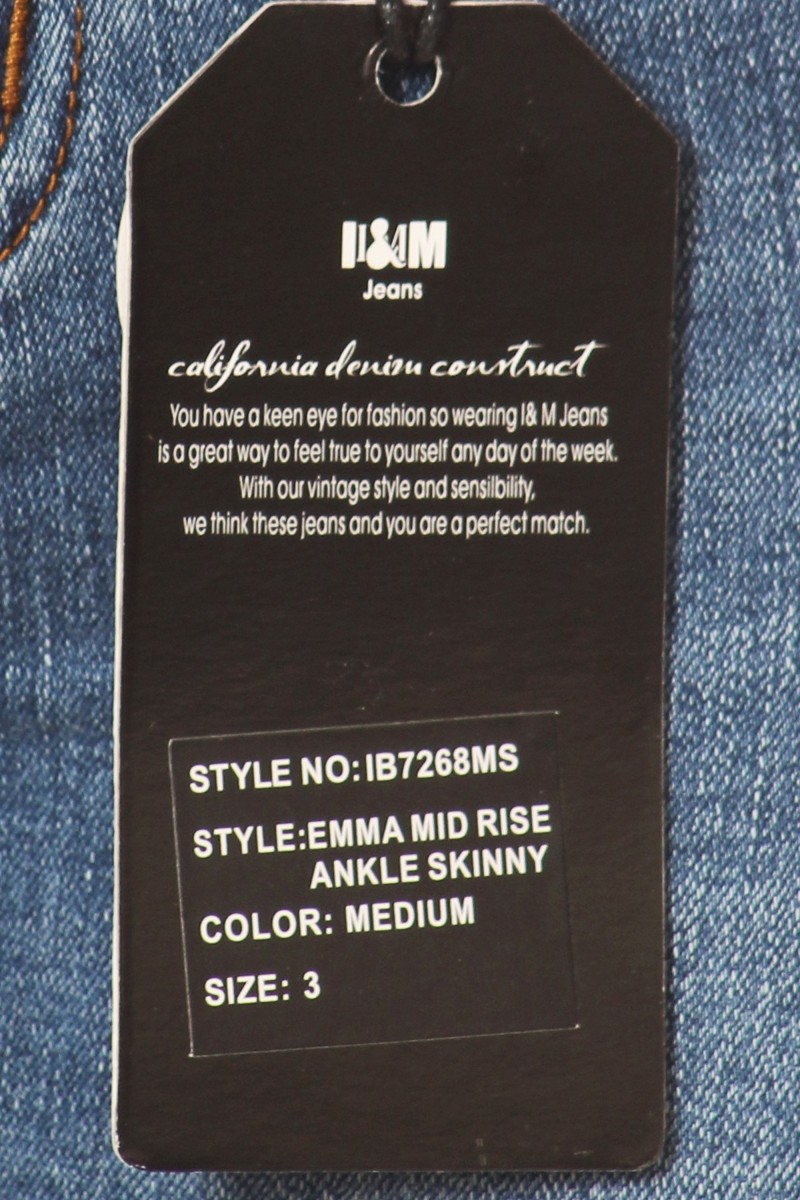 I&M
Jeans
california denim construct
You have a keen eye for fashion so wearing I& M Jeans
is a great way to feel true to yourself any day of the week.
With our vintage style and sensilbility,
we think these jeans and you are a perfect match.
STYLE NO: IB7268MS
STYLE:EMMA MID RISE
ANKLE SKINNY
COLOR: MEDIUM
SIZE: 3